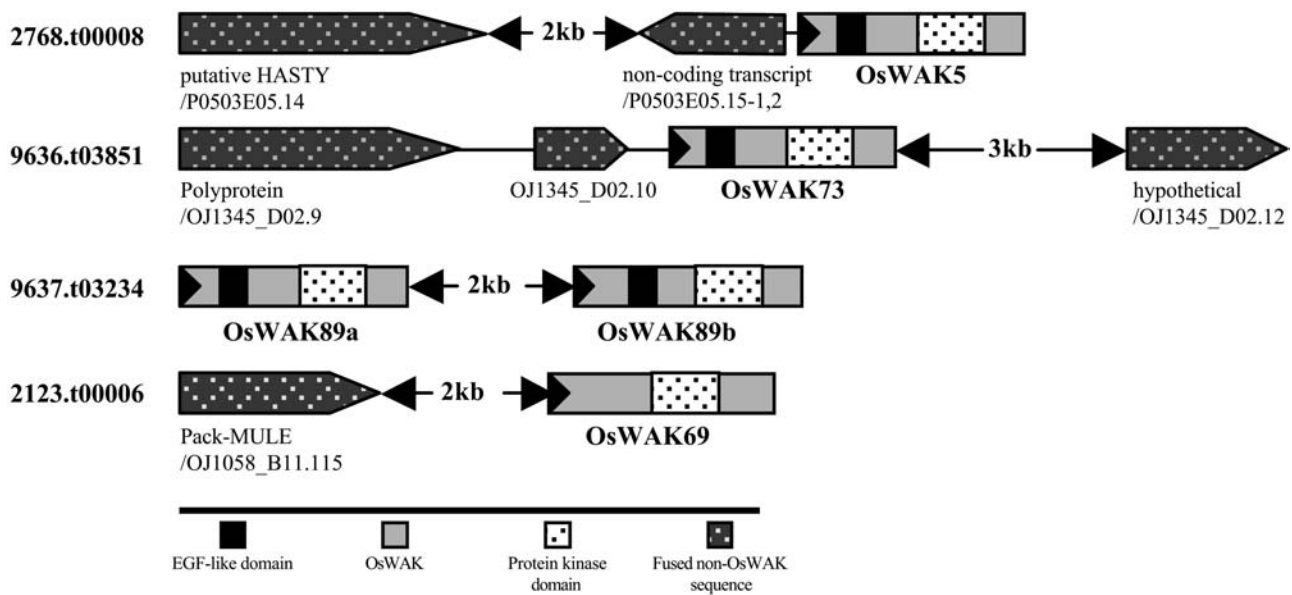 2768.t00008
2kb
putative HASTY
/P0503E05.14
non-coding transcript
/P0503E05.15-1,2
OsWAK5
9636.t03851
3kb
Polyprotein
/OJ1345_D02.9
OJ1345_D02.10
OsWAK73
hypothetical
/OJ1345_D02.12
9637.t03234
2kb
OsWAK89a
OsWAK89b
2123.t00006
2kb
Pack-MULE
/OJ1058_B11.115
OsWAK69
EGF-like domain
OsWAK
Protein kinase
domain
Fused non-OsWAK
sequence